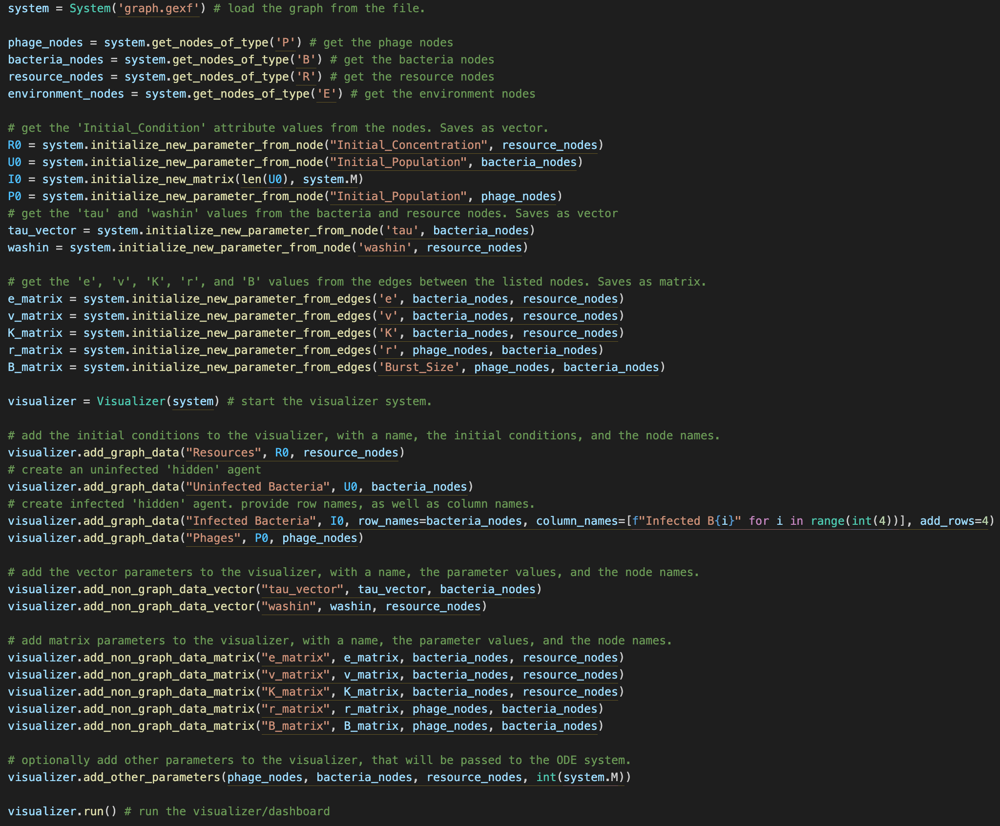 system = System('graph.gexf') # load the graph from the file.
phage_nodes = system.get_nodes_of_type('P') # get the phage nodes
bacteria_nodes = system.get_nodes_of_type('B') # get the bacteria nodes
resource_nodes = system.get_nodes_of_type('R') # get the resource nodes
environment_nodes = system.get_nodes_of_type('E') # get the environment nodes
# get the 'Initial_Condition' attribute values from the nodes. Saves as vector.
R0 = system.initialize_new_parameter_from_node("Initial_Concentration", resource_nodes)
U0 = system.initialize_new_parameter_from_node("Initial_Population", bacteria_nodes)
I0 = system.initialize_new_matrix(len(U0), system.M)
P0 = system.initialize_new_parameter_from_node("Initial_Population", phage_nodes)
# get the 'tau' and 'washin' values from the bacteria and resource nodes. Saves as vector
tau_vector = system.initialize_new_parameter_from_node('tau', bacteria_nodes)
washin = system.initialize_new_parameter_from_node('washin', resource_nodes)
# get the 'e', 'v', 'K', 'r', and 'B' values from the edges between the listed nodes. Saves as matrix.
e_matrix = system.initialize_new_parameter_from_edges('e', bacteria_nodes, resource_nodes)
v_matrix = system.initialize_new_parameter_from_edges('v', bacteria_nodes, resource_nodes)
K_matrix = system.initialize_new_parameter_from_edges('K', bacteria_nodes, resource_nodes)
r_matrix = system.initialize_new_parameter_from_edges('r', phage_nodes, bacteria_nodes)
B_matrix = system.initialize_new_parameter_from_edges('Burst_Size', phage_nodes, bacteria_nodes)
visualizer = Visualizer(system) # start the visualizer system.
# add the initial conditions to the visualizer, with a name, the initial conditions, and the node names.
visualizer.add_graph_data("Resources", R0, resource_nodes)
# create an uninfected 'hidden' agent
visualizer.add_graph_data("Uninfected Bacteria", U0, bacteria_nodes)
# create infected 'hidden' agent. provide row names, as well as column names.
visualizer.add_graph_data("Infected Bacteria", I0, row_names=bacteria_nodes, column_names=[f"Infected B{i}" for i in range(int(4))], add_rows=4)
visualizer.add_graph_data("Phages", P0, phage_nodes)
# add the vector parameters to the visualizer, with a name, the parameter values, and the node names.
visualizer.add_non_graph_data_vector("tau_vector", tau_vector, bacteria_nodes)
visualizer.add_non_graph_data_vector("washin", washin, resource_nodes)
# add matrix parameters to the visualizer, with a name, the parameter values, and the node names.
visualizer.add_non_graph_data_matrix("e_matrix", e_matrix, bacteria_nodes, resource_nodes)
visualizer.add_non_graph_data_matrix("v_matrix", v_matrix, bacteria_nodes, resource_nodes)
visualizer.add_non_graph_data_matrix("K_matrix", K_matrix, bacteria_nodes, resource_nodes)
visualizer.add_non_graph_data_matrix("r_matrix", r_matrix, phage_nodes, bacteria_nodes)
visualizer.add_non_graph_data_matrix("B_matrix", B_matrix, phage_nodes, bacteria_nodes)
# optionally add other parameters to the visualizer, that will be passed to the ODE system.
visualizer.add_other_parameters(phage_nodes, bacteria_nodes, resource_nodes, int(system.M))
visualizer.run() # run the visualizer/dashboard